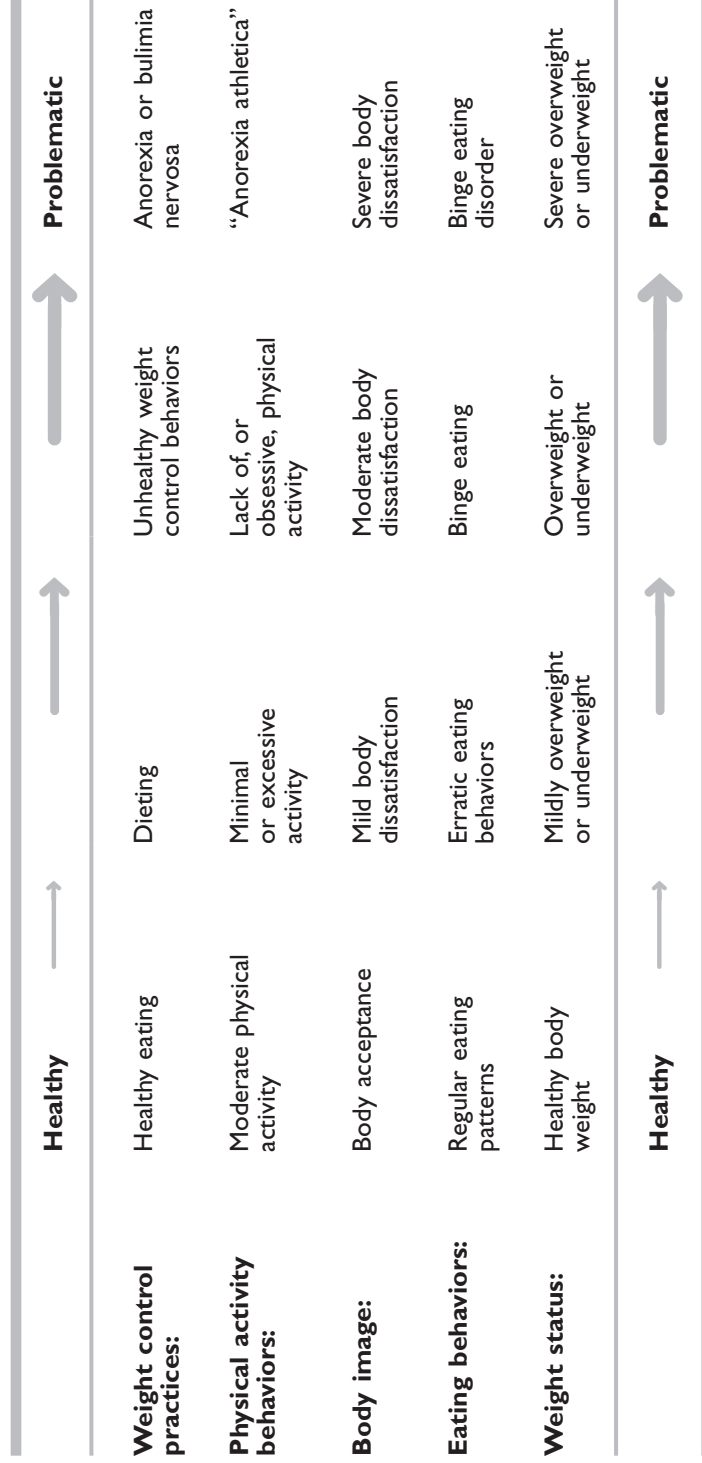 Healthy Problematic
Weight control
practices:
Healthy eating
Dieting
Unhealthy weight
control behaviors
Anorexia or bulimia
nervosa
Physical activity
behaviors:
Moderate physical
activity
Minimal
or excessive
activity
Lack of, or
obsessive, physical
activity
“Anorexia athletica”
Body image:
Body acceptance
Mild body
dissatisfaction
Moderate body
dissatisfaction
Severe body
dissatisfaction
Eating behaviors:
Regular eating
patterns
Erratic eating
behaviors
Binge eating
Binge eating
disorder
Weight status:
Healthy body
weight
Mildly overweight
or underweight
Overweight or
underweight
Severe overweight
or underweight
Healthy Problematic